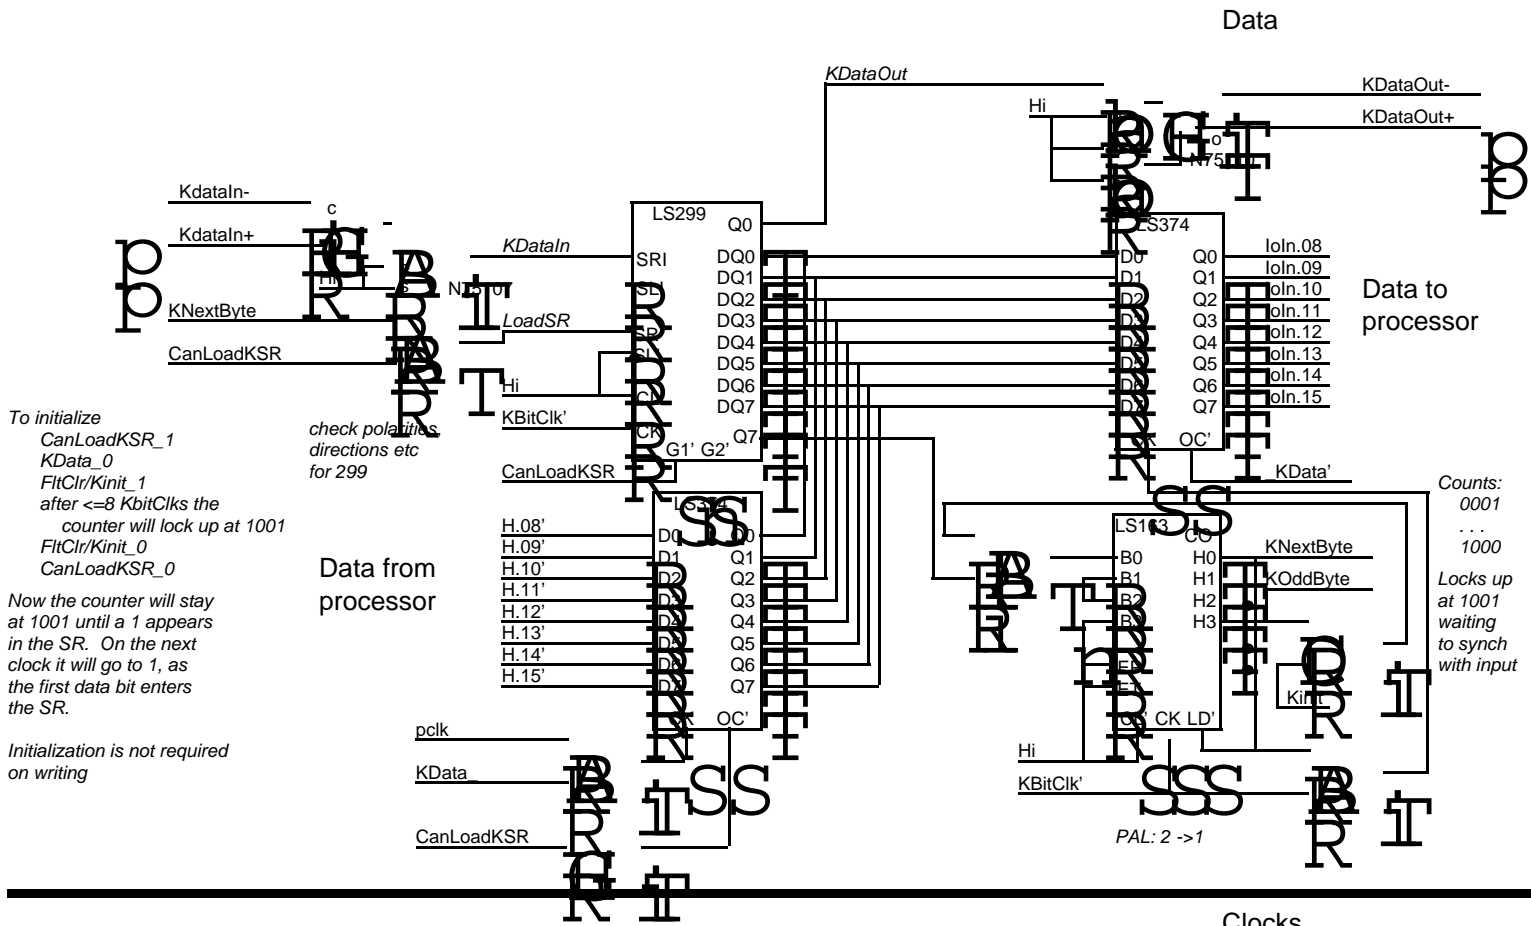 Data
KDataOut
KDataOut-
Hi
KDataOut+
KdataIn-
c
LS299
Q0
LS374
KdataIn+
KDataIn
SRI
DQ0
D0
Q0
IoIn.08
DQ1
D1
Q1
IoIn.09
SLI
DQ2
D2
Q2
IoIn.10
Data to
processor
KNextByte
LoadSR
DQ3
Q3
IoIn.11
DQ4
Q4
IoIn.12
CanLoadKSR
DQ5
Q5
IoIn.13
Hi
DQ6
Q6
IoIn.14
DQ7
D7
Q7
IoIn.15
KBitClk'
CK
Q7'
OC'
G1' G2'
CanLoadKSR
_KData'
To initialize
CanLoadKSR_1
KData_0
FltClr/Kinit_1
after <=8 KbitClks the
counter will lock up at 1001
FltClr/Kinit_0
CanLoadKSR_0
Now the counter will stay
at 1001 until a 1 appears
in the SR. On the next
clock it will go to 1, as
the first data bit enters
the SR.
Initialization is not required
on writing
check polarities,
directions etc
for 299
Data from
processor
H.08'
D0
Q0
H.09'
D1
Q1
H.10'
D2
Q2
H.11'
Q3
H.12'
Q4
H.13'
Q5
H.14'
Q6
H.15'
D7
Q7
OC'
pclk
KData_
CanLoadKSR
LS163
CO
B0
H0
KNextByte
B1
H1
KOddByte
B2
H2
H3
Kinit
CK LD'
Hi
KBitClk'
PAL: 2 ->1
Counts:
0001
. . .
1000
Locks up
at 1001
waiting
to synch
with input
Clocks